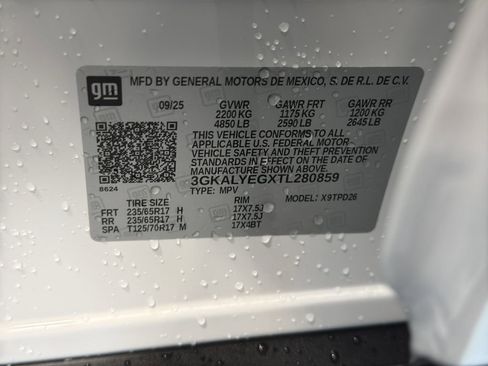 gm
MFD BY GENERAL MOTORS DE MEXICO, S. DE R.L. DE C.V.
09/25 GVWR GAWR FRT GAWR RR
2200 KG 1175 KG 1200 KG
4850 LB 2590 LB 2645 LB
THIS VEHICLE CONFORMS TO ALL
APPLICABLE U.S. FEDERAL MOTOR
VEHICLE SAFETY AND THEFT PREVENTION
STANDARDS IN EFFECT ON THE DATE OF
MANUFACTURE SHOWN ABOVE.
3GKALYEGXTL280859
8624 TYPE: MPV MODEL: X9TPD26
TIRE SIZE RIM
FRT 235/65R17 H 17X7.5J
RR 235/65R17 H 17X7.5J
SPA T125/70R17 M 17X4BT